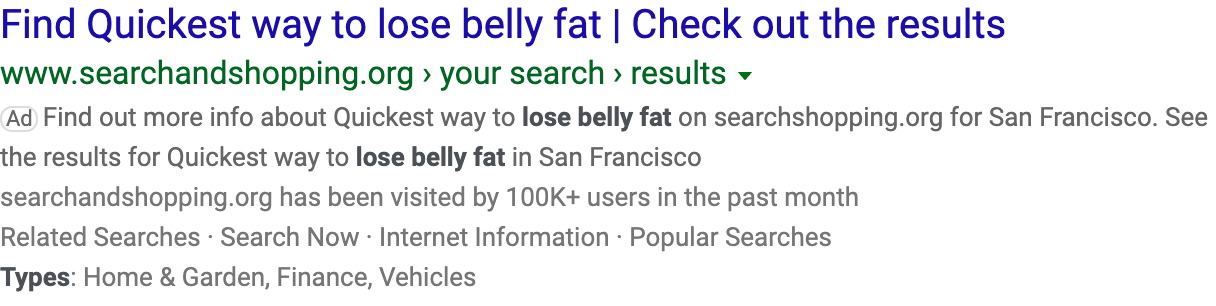 Find Quickest way to lose belly fat | Check out the results
www.searchandshopping.org › your search › results
Ad Find out more info about Quickest way to lose belly fat on searchshopping.org for San Francisco. See
the results for Quickest way to lose belly fat in San Francisco
searchandshopping.org has been visited by 100K+ users in the past month
Related Searches · Search Now · Internet Information · Popular Searches
Types: Home & Garden, Finance, Vehicles